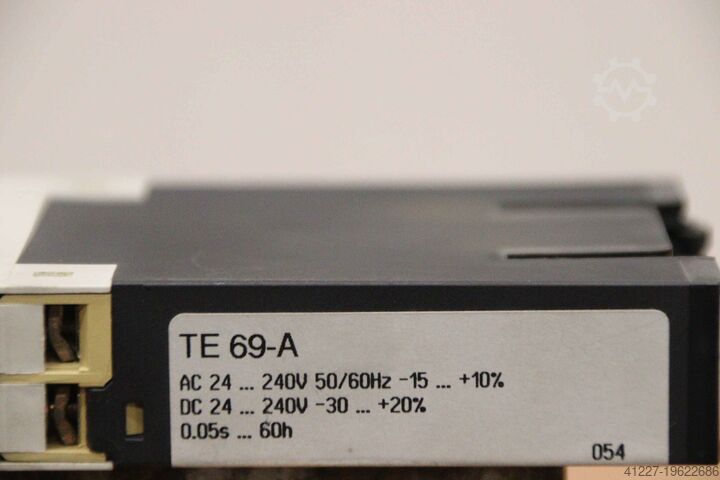 TE 69-A
AC 24 ... 240V 50/60Hz -15 ... +10%
DC 24 ... 240V -30 ... +20%
0.05s ... 60h
054
41227-19622686